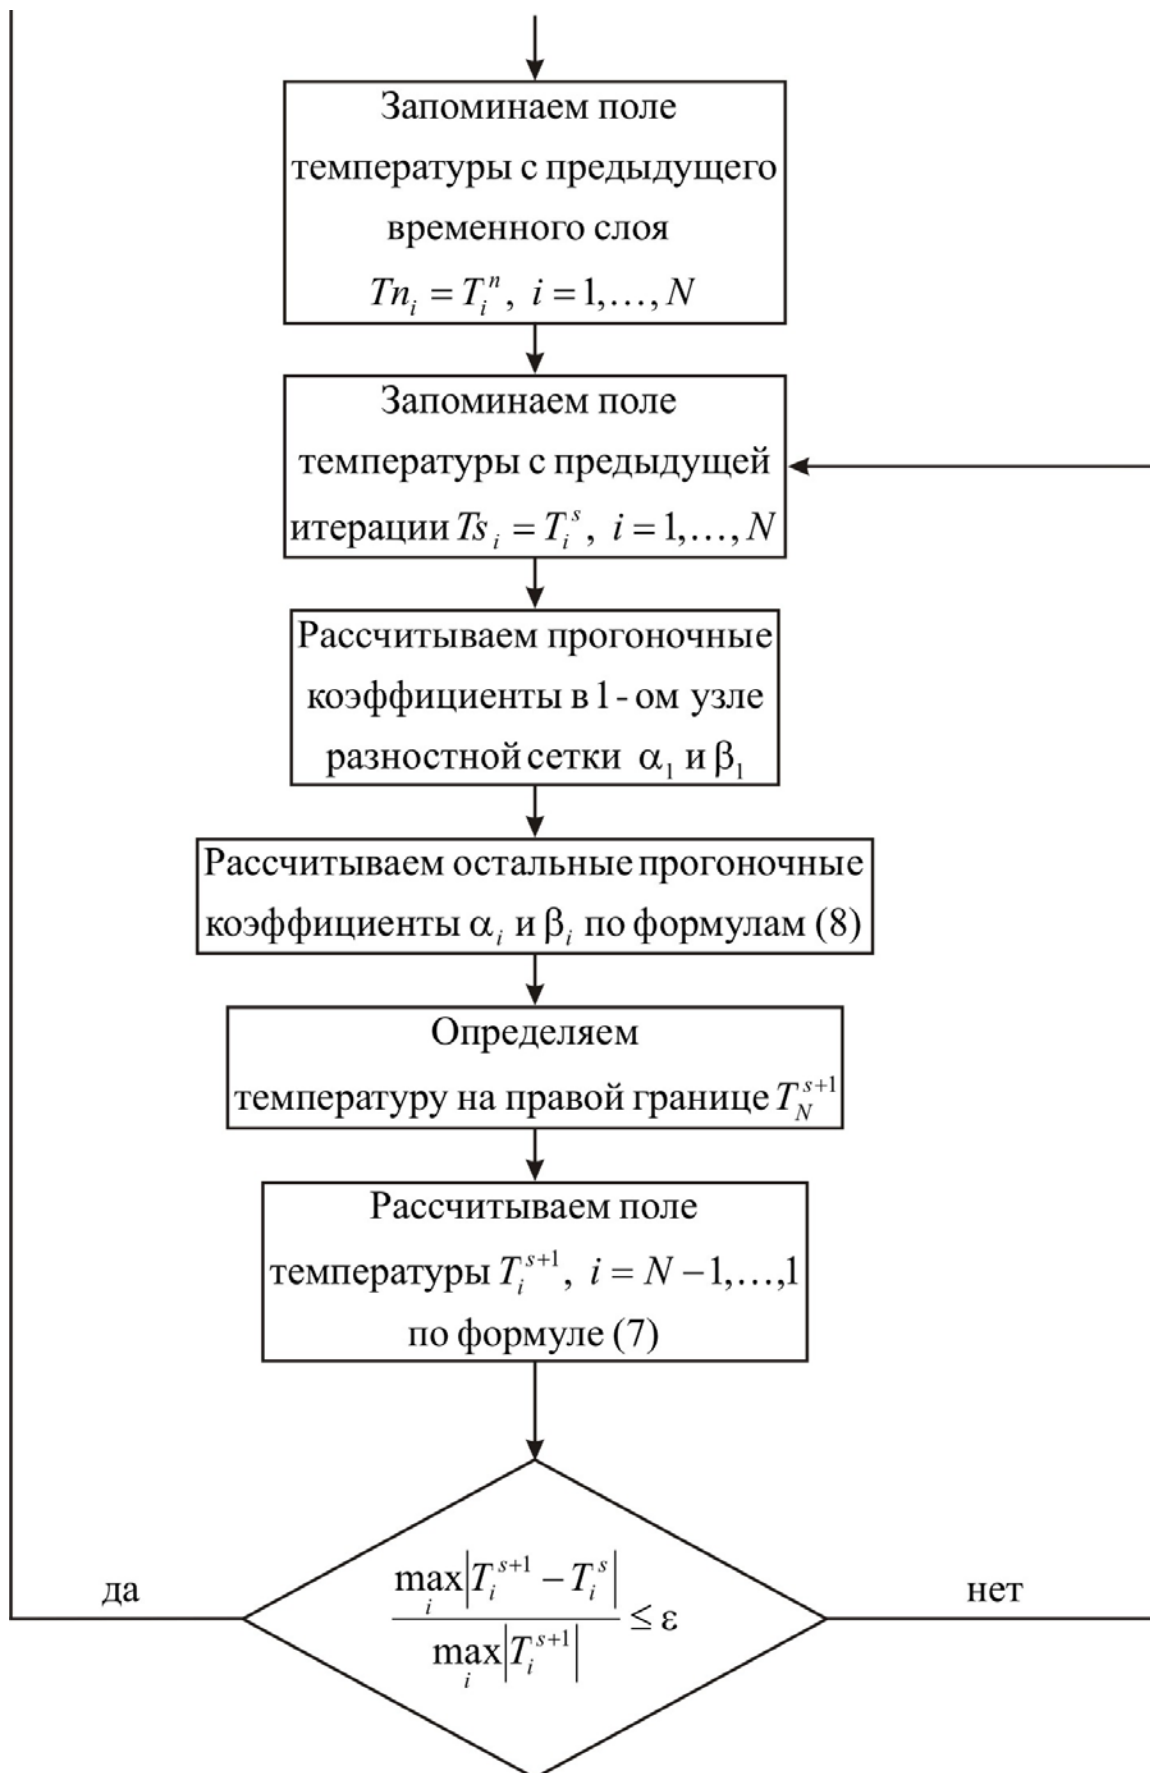 Запоминаем поле
температуры с предыдущего
временного слоя
Tn_i = T_i^n, i = 1,…, N
Запоминаем поле
температуры с предыдущей
итерации Ts_i = T_i^s, i = 1,…, N
Рассчитываем прогоночные
коэффициенты в 1 - ом узле
разностной сетки α_1 и β_1
Рассчитываем остальные прогоночные
коэффициенты α_i и β_i по формулам (8)
Определяем
температуру на правой границе T_N^{s+1}
Рассчитываем поле
температуры T_i^{s+1}, i = N − 1,…,1
по формуле (7)
да
max_i |T_i^{s+1} − T_i^s|
max_i |T_i^{s+1}|
≤ ε
нет